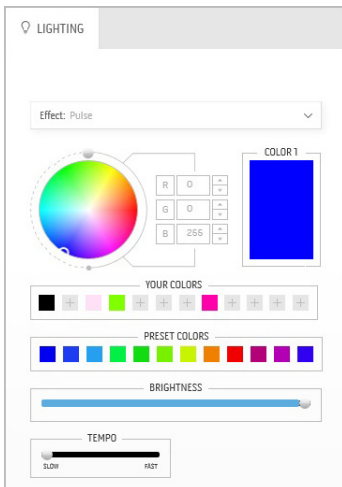 LIGHTING
Effect: Pulse
COLOR 1
R 0
G 0
B 255
YOUR COLORS
PRESET COLORS
BRIGHTNESS
TEMPO
SLOW FAST